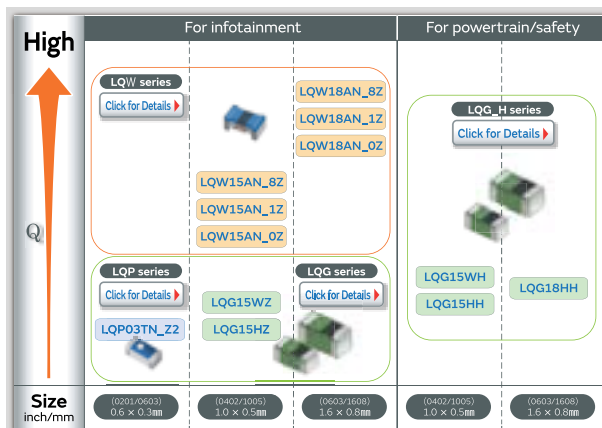 High
For infotainment
For powertrain/safety
LQW series
Click for Details
LQW18AN_8Z
LQW18AN_1Z
LQW18AN_0Z
LQW15AN_8Z
LQW15AN_1Z
LQW15AN_0Z
LQG_H series
Click for Details
Q
LQP series
Click for Details
LQP03TN_Z2
LQG15WZ
LQG15HZ
LQG series
Click for Details
LQG15WH
LQG15HH
LQG18HH
Size
inch/mm
(0201/0603)
0.6 × 0.3mm
(0402/1005)
1.0 × 0.5mm
(0603/1608)
1.6 × 0.8mm
(0402/1005)
1.0 × 0.5mm
(0603/1608)
1.6 × 0.8mm